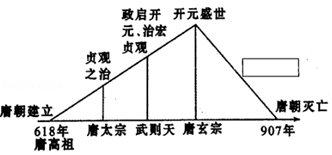 政启开
元、治宏
贞观
开元盛世
贞观
之治
唐朝建立
唐朝灭亡
618年
唐高祖
唐太宗
武则天
唐玄宗
907年